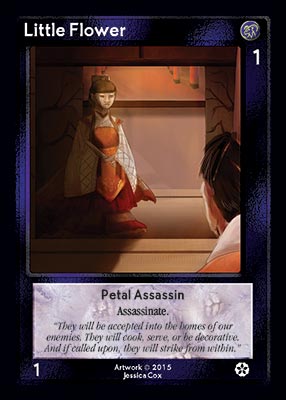 Little Flower
1
Petal Assassin
Assassinate.
"They will be accepted into the homes of our
enemies. They will cook, serve, or be decorative.
And if called upon, they will strike from within."
Artwork © 2015
Jessica Cox
1